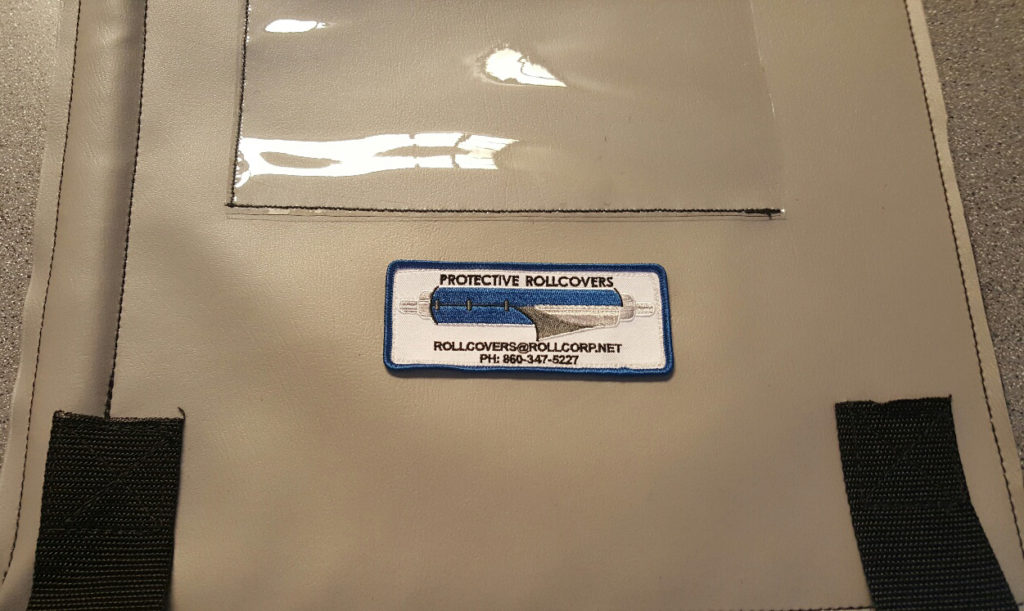 PROTECTIVE ROLLCOVERS
ROLLCOVERS@ROLLCORP.NET
PH: 860-347-5227